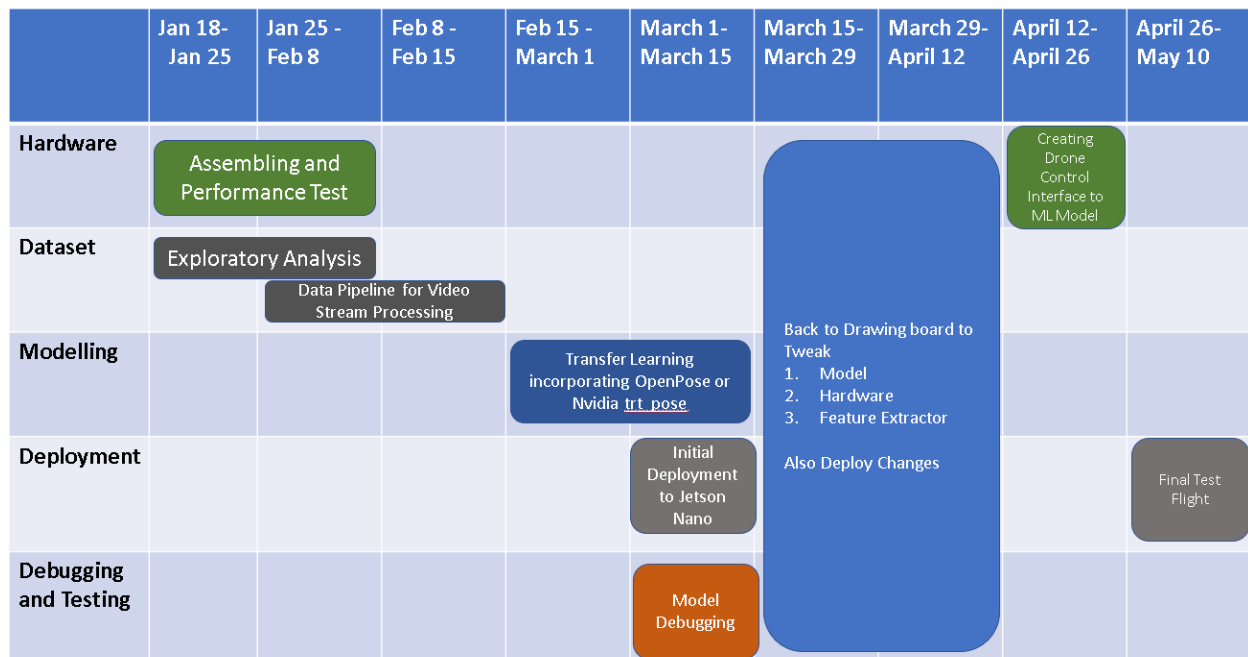 Jan 18-
Jan 25
Jan 25 -
Feb 8
Feb 8 -
Feb 15
Feb 15 -
March 1
March 1-
March 15
March 15-
March 29
March 29-
April 12
April 12-
April 26
April 26-
May 10
Hardware
Assembling and
Performance Test
Creating
Drone
Control
Interface to
ML Model
Dataset
Exploratory Analysis
Data Pipeline for Video
Stream Processing
Modelling
Transfer Learning
incorporating OpenPose or
Nvidia trt_pose
Back to Drawing board to
Tweak
1. Model
2. Hardware
3. Feature Extractor
Also Deploy Changes
Deployment
Initial
Deployment
to Jetson
Nano
Final Test
Flight
Debugging
and Testing
Model
Debugging